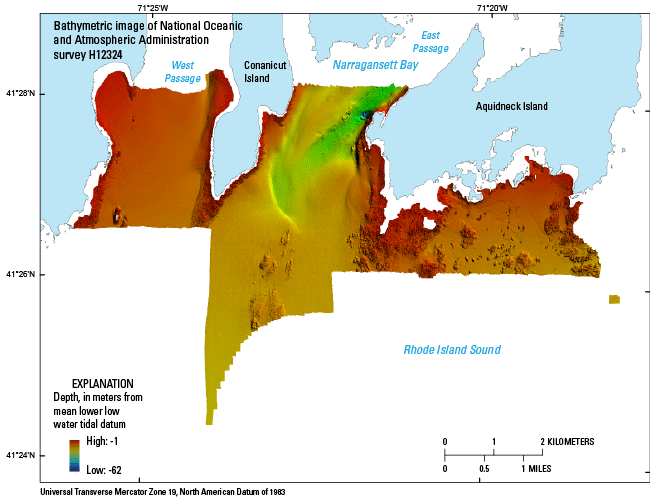 71°25'W
71°20'W
Bathymetric image of National Oceanic
and Atmospheric Administration
survey H12324
East
Passage
West
Passage
Conanicut
Island
Narragansett Bay
41°28'N
Aquidneck Island
41°26'N
Rhode Island Sound
EXPLANATION
Depth, in meters from
mean lower low
water tidal datum
High: -1
Low: -62
0 1 2 KILOMETERS
0 0.5 1 MILES
41°24'N
Universal Transverse Mercator Zone 19, North American Datum of 1983